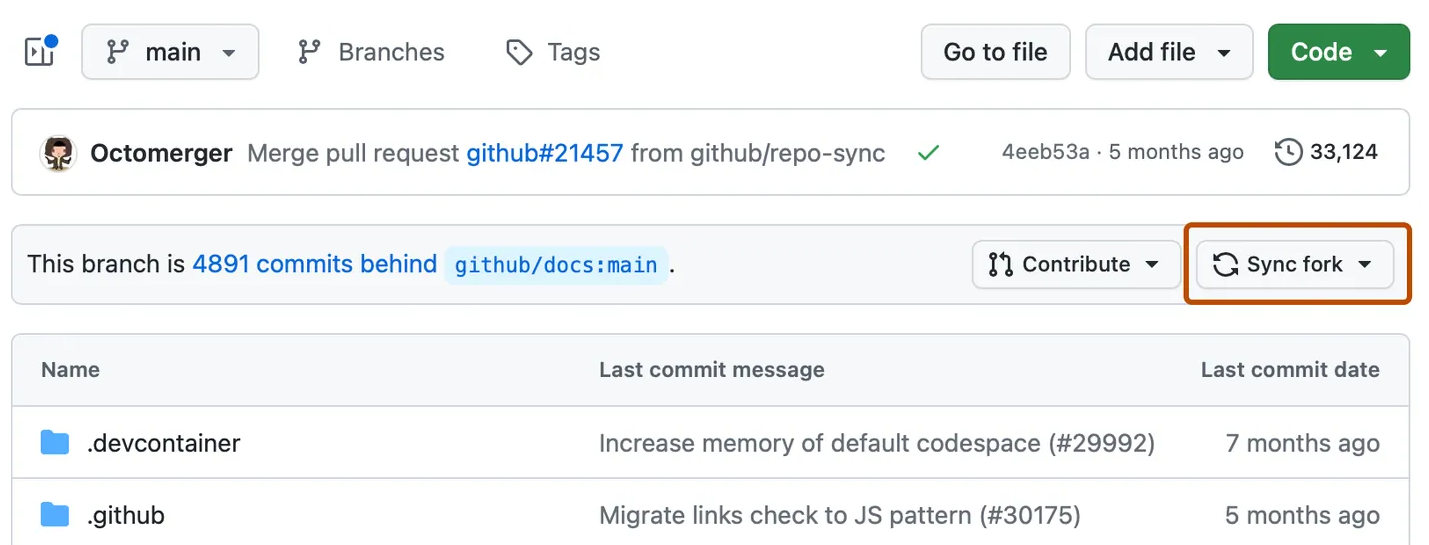 main Branches Tags Go to file Add file Code
Octomerger Merge pull request github#21457 from github/repo-sync 4eeb53a · 5 months ago 33,124
This branch is 4891 commits behind github/docs:main . Contribute Sync fork
Name Last commit message Last commit date
.devcontainer Increase memory of default codespace (#29992) 7 months ago
.github Migrate links check to JS pattern (#30175) 5 months ago